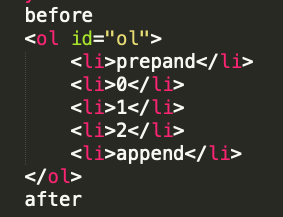 before
<ol id="ol">
    <li>prepand</li>
    <li>0</li>
    <li>1</li>
    <li>2</li>
    <li>append</li>
</ol>
after